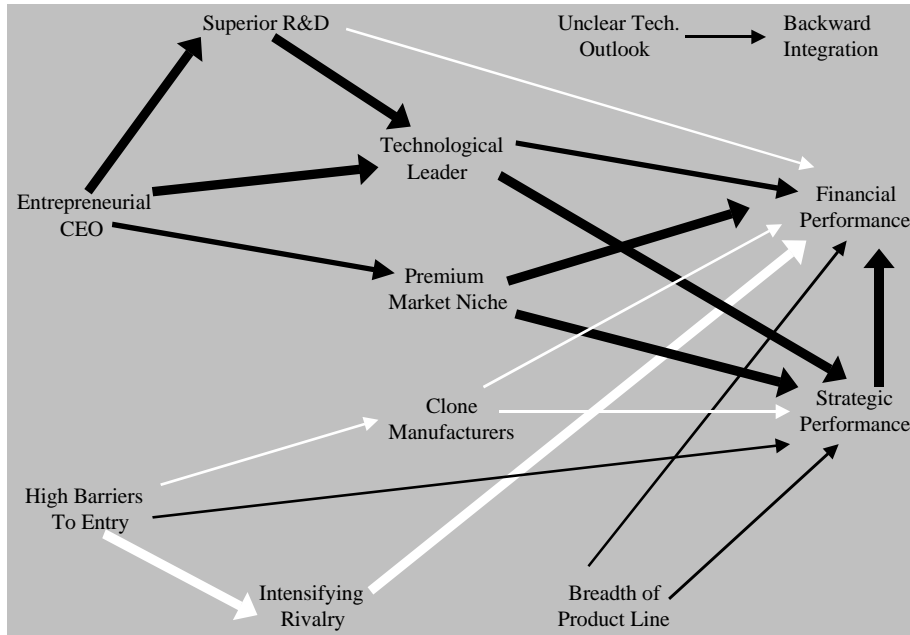 Superior R&D
Unclear Tech.
Outlook
Backward
Integration
Technological
Leader
Entrepreneurial
CEO
Financial
Performance
Premium
Market Niche
Clone
Manufacturers
Strategic
Performance
High Barriers
To Entry
Intensifying
Rivalry
Breadth of
Product Line